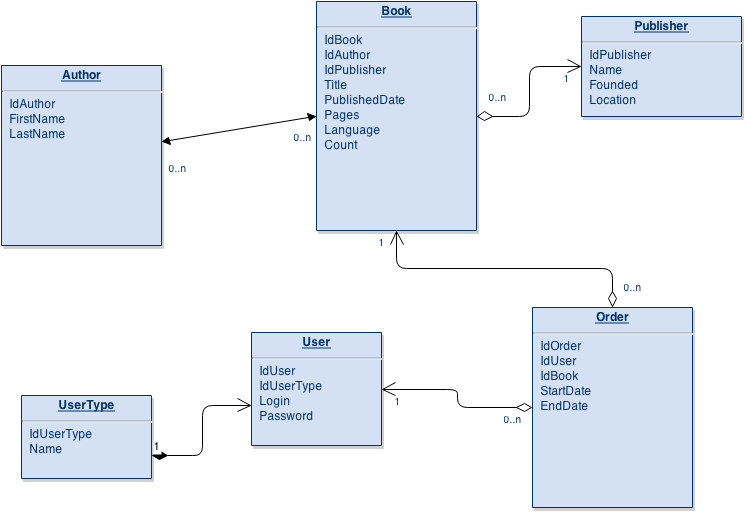 Book
IdBook
IdAuthor
IdPublisher
Title
PublishedDate
Pages
Language
Count
Publisher
IdPublisher
Name
Founded
Location
Author
IdAuthor
FirstName
LastName
0..n
0..n
0..n
1
1
0..n
Order
IdOrder
IdUser
IdBook
StartDate
EndDate
User
IdUser
IdUserType
Login
Password
1
0..n
UserType
IdUserType
Name
1